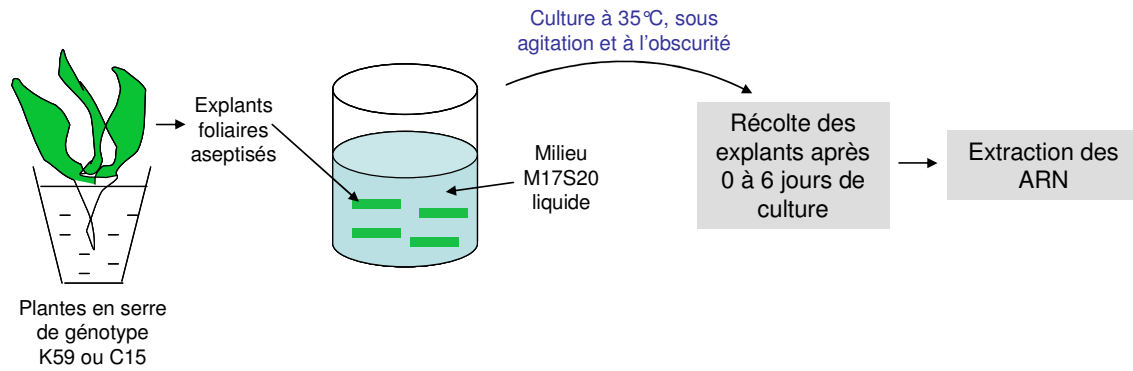 Culture à 35°C, sous
agitation et à l'obscurité
Explants
foliaires
aseptisés
Milieu
M17S20
liquide
Récolte des
explants après
0 à 6 jours de
culture
Extraction des
ARN
Plantes en serre
de génotype
K59 ou C15